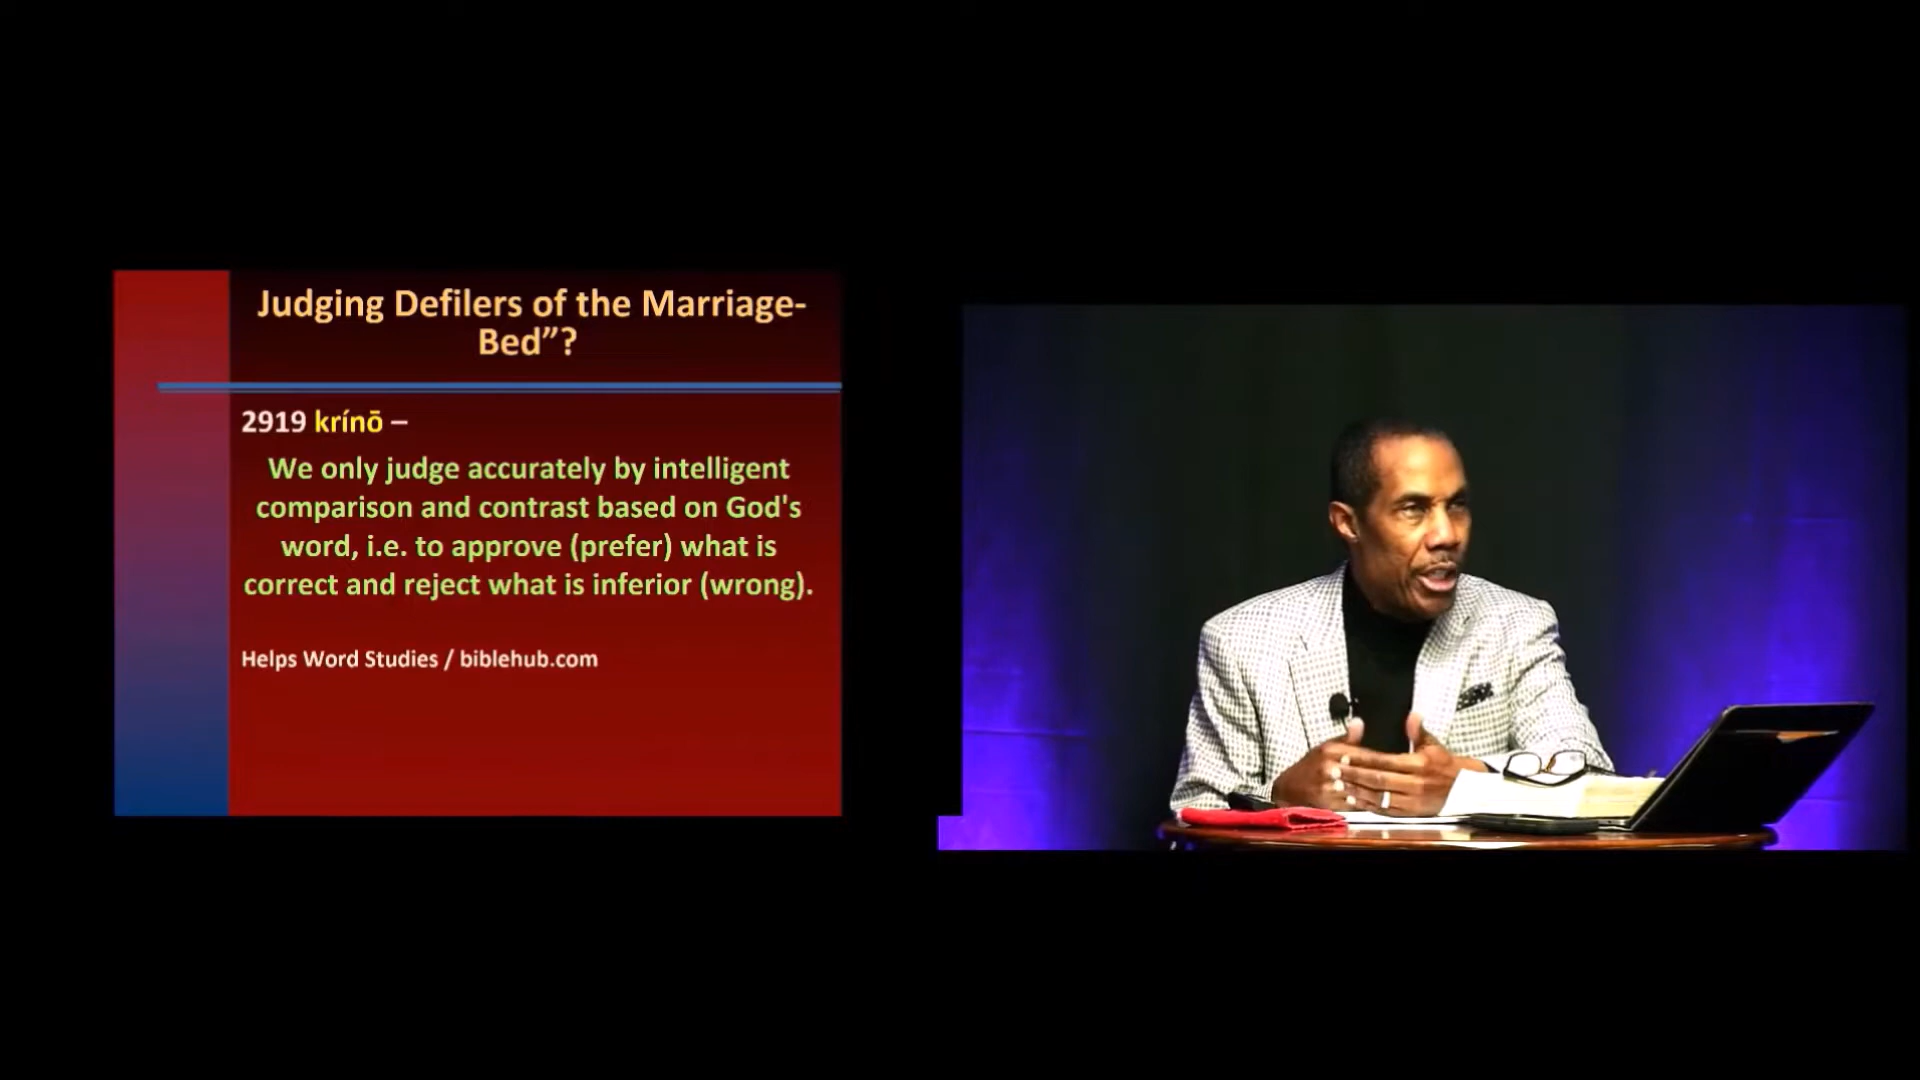 Judging Defilers of the Marriage-
Bed”?
2919 krínō –
We only judge accurately by intelligent
comparison and contrast based on God's
word, i.e. to approve (prefer) what is
correct and reject what is inferior (wrong).
Helps Word Studies / biblehub.com